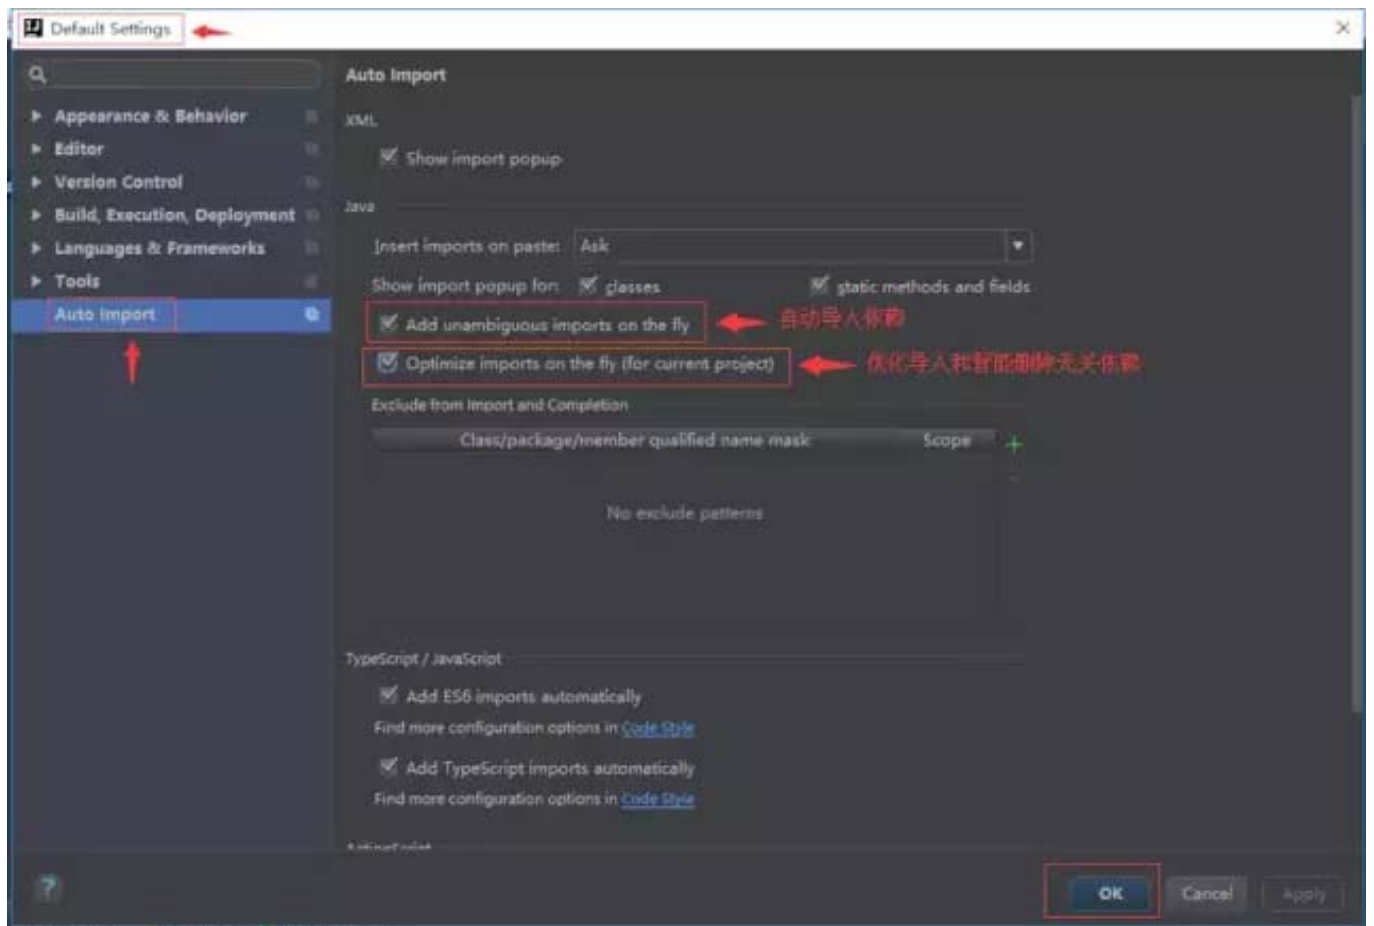 Default Settings
Auto Import
Appearance & Behavior
Editor
Version Control
Build, Execution, Deployment
Languages & Frameworks
Tools
Auto Import
XML
Show import popup
Java
Insert imports on paste: Ask
Show import popup for: classes static methods and fields
Add unambiguous imports on the fly 自动导入依赖
Optimize imports on the fly (for current project) 优化导入和智能删除无关依赖
Exclude from Import and Completion
Class/package/member qualified name mask Scope
No exclude patterns
TypeScript / JavaScript
Add ES6 imports automatically
Find more configuration options in Code Style
Add TypeScript imports automatically
Find more configuration options in Code Style
ActionScript
? OK Cancel Apply